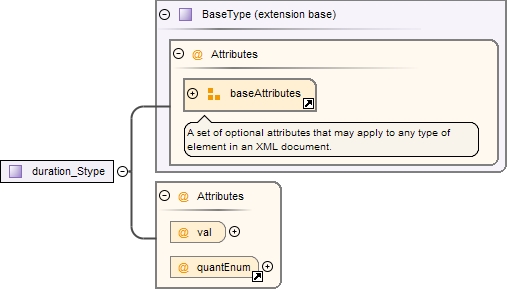 BaseType (extension base)
@ Attributes
baseAttributes
A set of optional attributes that may apply to any type of
element in an XML document.
duration_Stype
@ Attributes
@ val
@ quantEnum